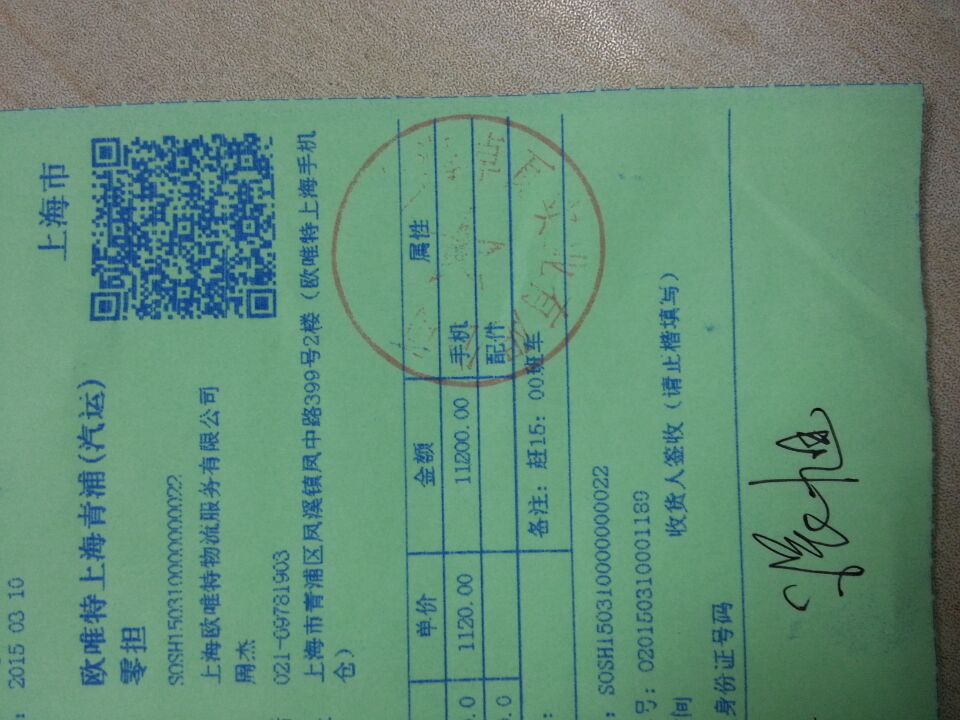 上海市
2015 03 10
欧唯特上海青浦(汽运)
零担
SOSH150310000000022
上海欧唯特物流服务有限公司
周杰
021-69781903
上海市青浦区凤溪镇凤中路399号2楼（欧唯特上海手机
仓）
单价 金额 属性
.0 1120.00 11200.00 手机
.0 配件
备注：赶15：00班车
：SOSH150310000000022
号：020150310001189
间 收货人签收（请正楷填写）
身份证号码